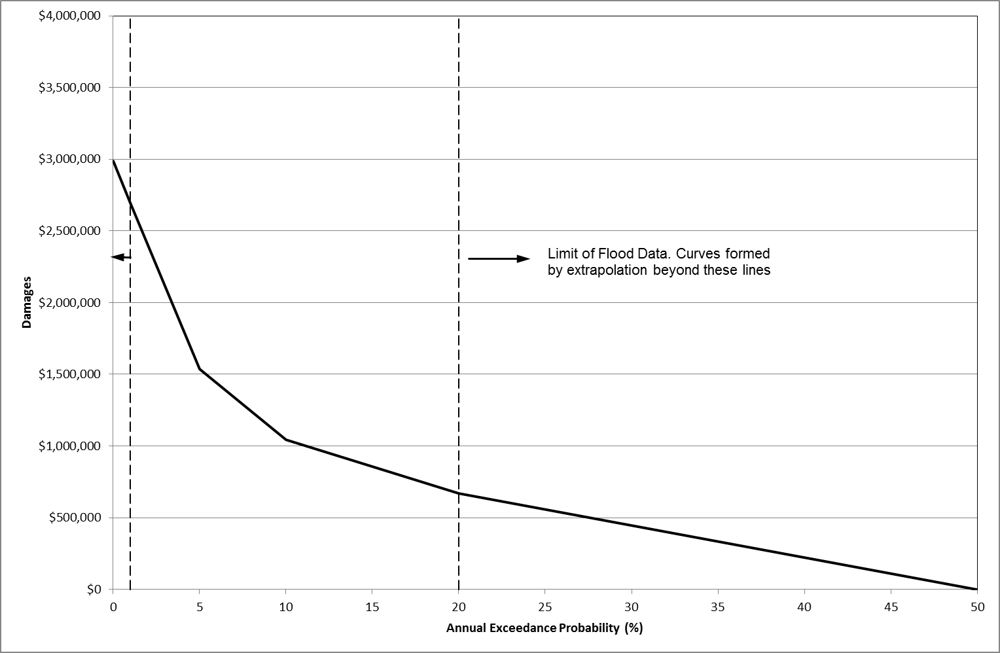 $4,000,000
$3,500,000
$3,000,000
$2,500,000
$2,000,000
$1,500,000
$1,000,000
$500,000
$0
Damages
Limit of Flood Data. Curves formed
by extrapolation beyond these lines
0 5 10 15 20 25 30 35 40 45 50
Annual Exceedance Probability (%)